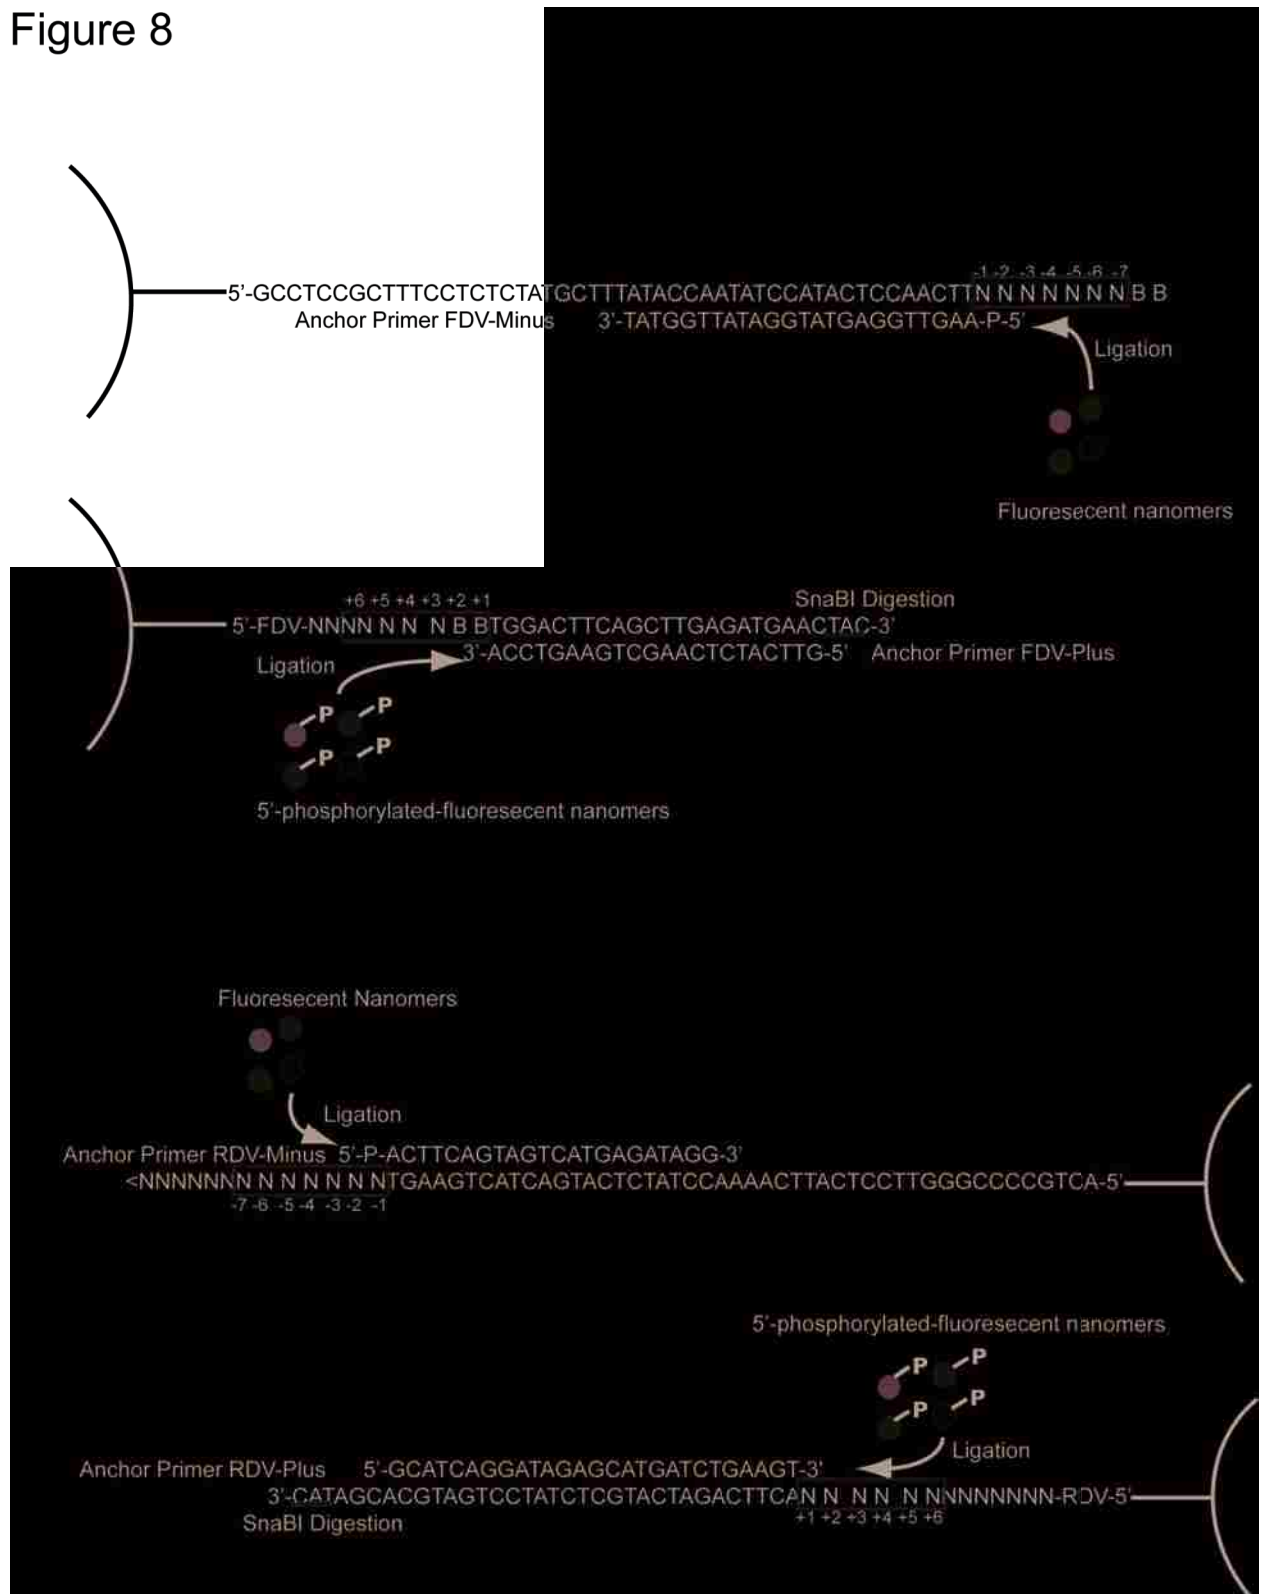 Figure 8
-1 -2 -3 -4 -5 -6 -7
5'-GCCTCCGCTTTCCTCTCTATGCTTTATACCAATATCCATACTCCAACTTN N N N N N N B B
Anchor Primer FDV-Minus 3'-TATGGTTATAGGTATGAGGTTGAA-P-5'
Ligation
Fluoresecent nanomers
+6 +5 +4 +3 +2 +1 SnaBI Digestion
5'-FDV-NNNN N N N B BTGGACTTCAGCTTGAGATGAACTAC-3'
3'-ACCTGAAGTCGAACTCTACTTG-5' Anchor Primer FDV-Plus
Ligation
P P
P P
5'-phosphorylated-fluoresecent nanomers
Fluoresecent Nanomers
Ligation
Anchor Primer RDV-Minus 5'-P-ACTTCAGTAGTCATGAGATAGG-3'
<NNNNNNN N N N N N NTGAAGTCATCAGTACTCTATCCAAAACTTACTCCTTGGGCCCCGTCA-5'
-7 -6 -5 -4 -3 -2 -1
5'-phosphorylated-fluoresecent nanomers
P P
P P
Ligation
Anchor Primer RDV-Plus 5'-GCATCAGGATAGAGCATGATCTGAAGT-3'
3'-CATAGCACGTAGTCCTATCTCGTACTAGACTTCAN N N N N NNNNNNNN-RDV-5'
+1 +2 +3 +4 +5 +6
SnaBI Digestion